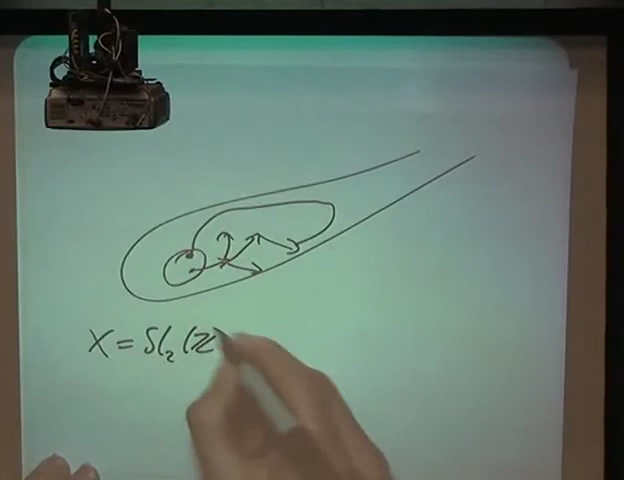 X = SL₂(ℤ)